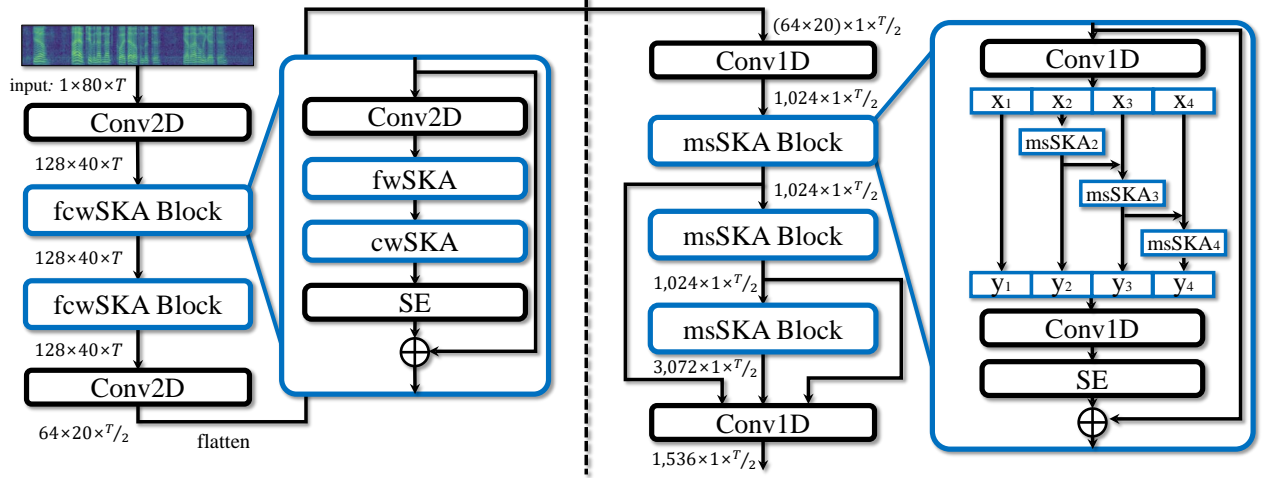 input: 1×80×T
Conv2D
128×40×T
fcwSKA Block
128×40×T
fcwSKA Block
128×40×T
Conv2D
64×20×T/2
flatten
Conv2D
fwSKA
cwSKA
SE
(64×20)×1×T/2
Conv1D
1,024×1×T/2
msSKA Block
1,024×1×T/2
msSKA Block
1,024×1×T/2
msSKA Block
3,072×1×T/2
Conv1D
1,536×1×T/2
Conv1D
x₁ x₂ x₃ x₄
msSKA₂
msSKA₃
msSKA₄
y₁ y₂ y₃ y₄
Conv1D
SE